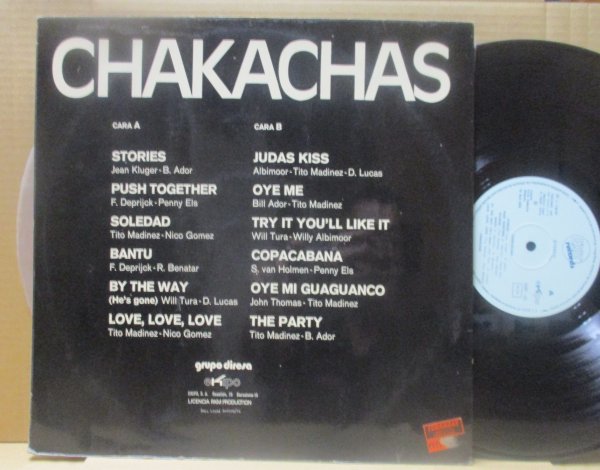 CHAKACHAS
CARA A
STORIES
Jean Kluger - B. Ador
PUSH TOGETHER
F. Deprijck - Penny Els
SOLEDAD
Tito Madinez - Nico Gomez
BANTU
F. Deprijck - R. Benatar
BY THE WAY
(He's gone) Will Tura - D. Lucas
LOVE, LOVE, LOVE
Tito Madinez - Nico Gomez
CARA B
JUDAS KISS
Albimoor - Tito Madinez - D. Lucas
OYE ME
Bill Ador - Tito Madinez
TRY IT YOU'LL LIKE IT
Will Tura - Willy Albimoor
COPACABANA
S. van Holmen - Penny Els
OYE MI GUAGUANCO
John Thomas - Tito Madinez
THE PARTY
Tito Madinez - B. Ador
grupo diresa
ekipo
LICENCIA R&M PRODUCTION
records
A